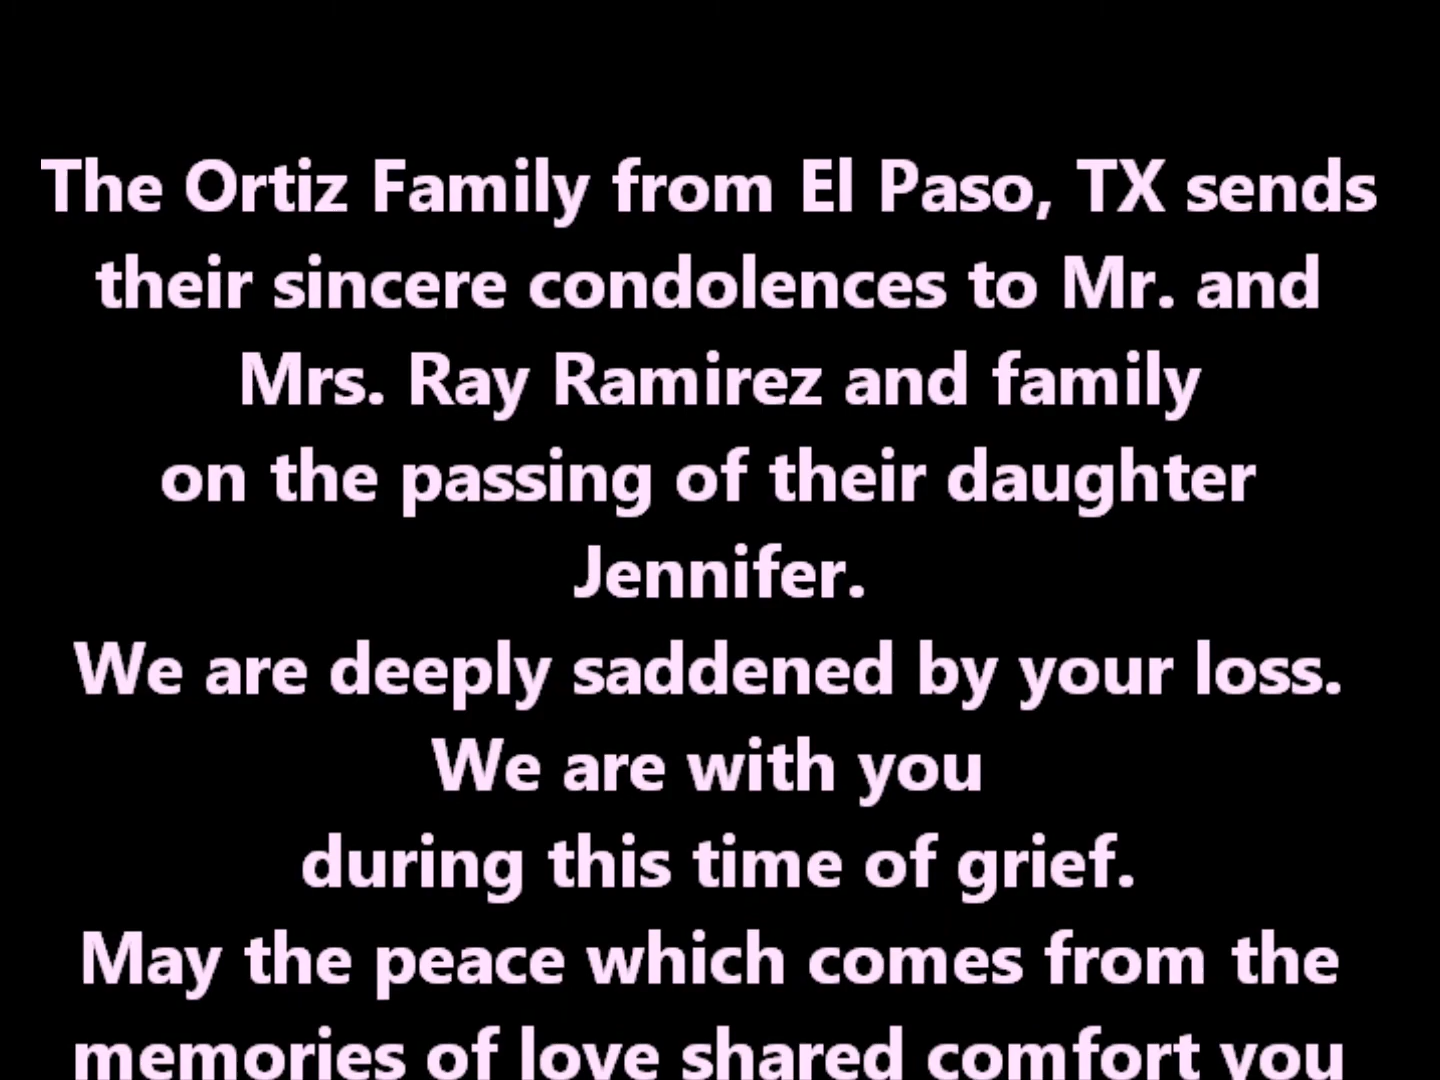 The Ortiz Family from El Paso, TX sends
their sincere condolences to Mr. and
Mrs. Ray Ramirez and family
on the passing of their daughter
Jennifer.
We are deeply saddened by your loss.
We are with you
during this time of grief.
May the peace which comes from the
memories of love shared comfort you